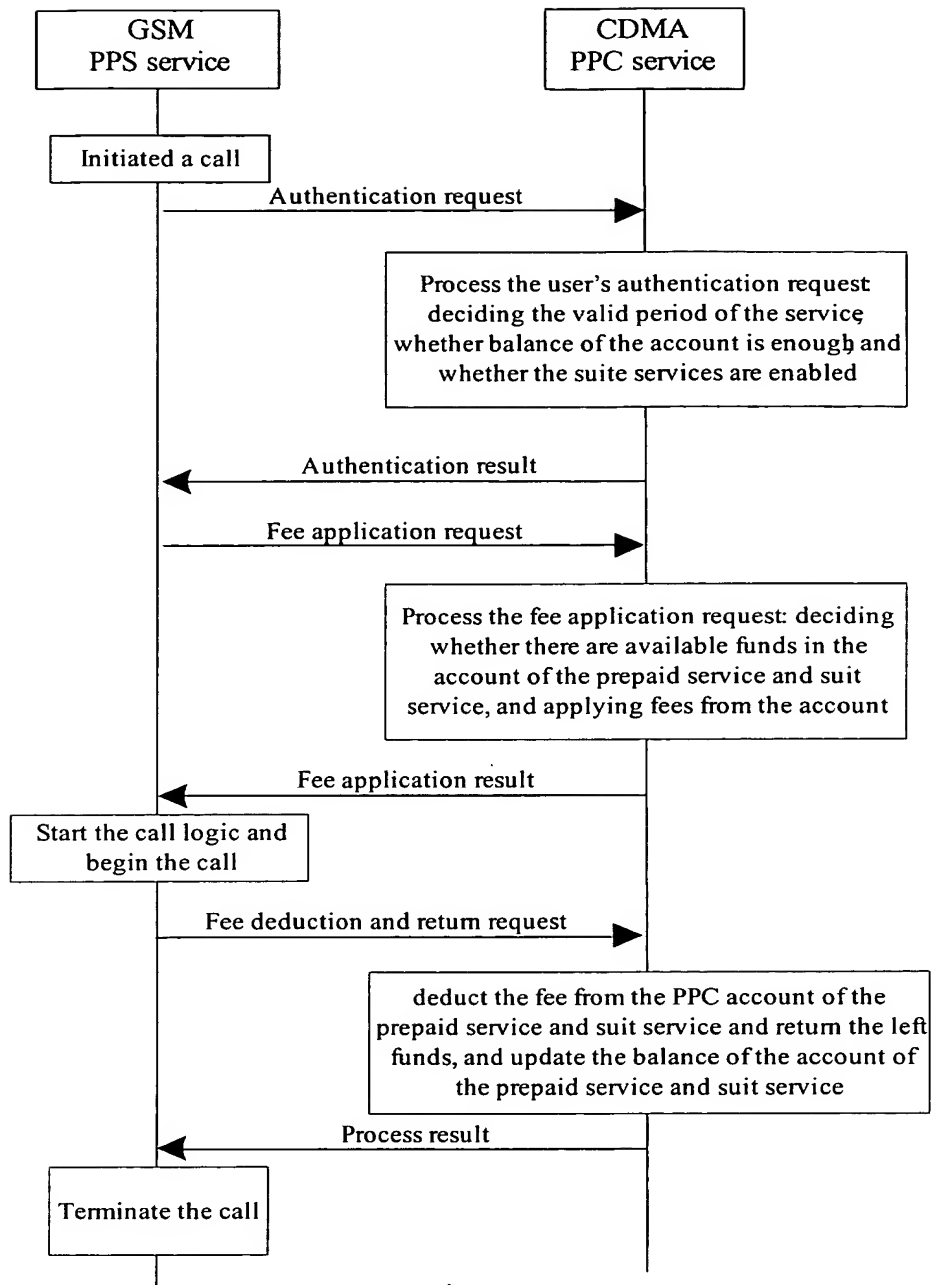 GSM
PPS service
CDMA
PPC service
Initiated a call
Authentication request
Process the user's authentication request:
deciding the valid period of the service,
whether balance of the account is enough, and
whether the suite services are enabled
Authentication result
Fee application request
Process the fee application request: deciding
whether there are available funds in the
account of the prepaid service and suit
service, and applying fees from the account
Fee application result
Start the call logic and
begin the call
Fee deduction and return request
deduct the fee from the PPC account of the
prepaid service and suit service and return the left
funds, and update the balance of the account of
the prepaid service and suit service
Process result
Terminate the call